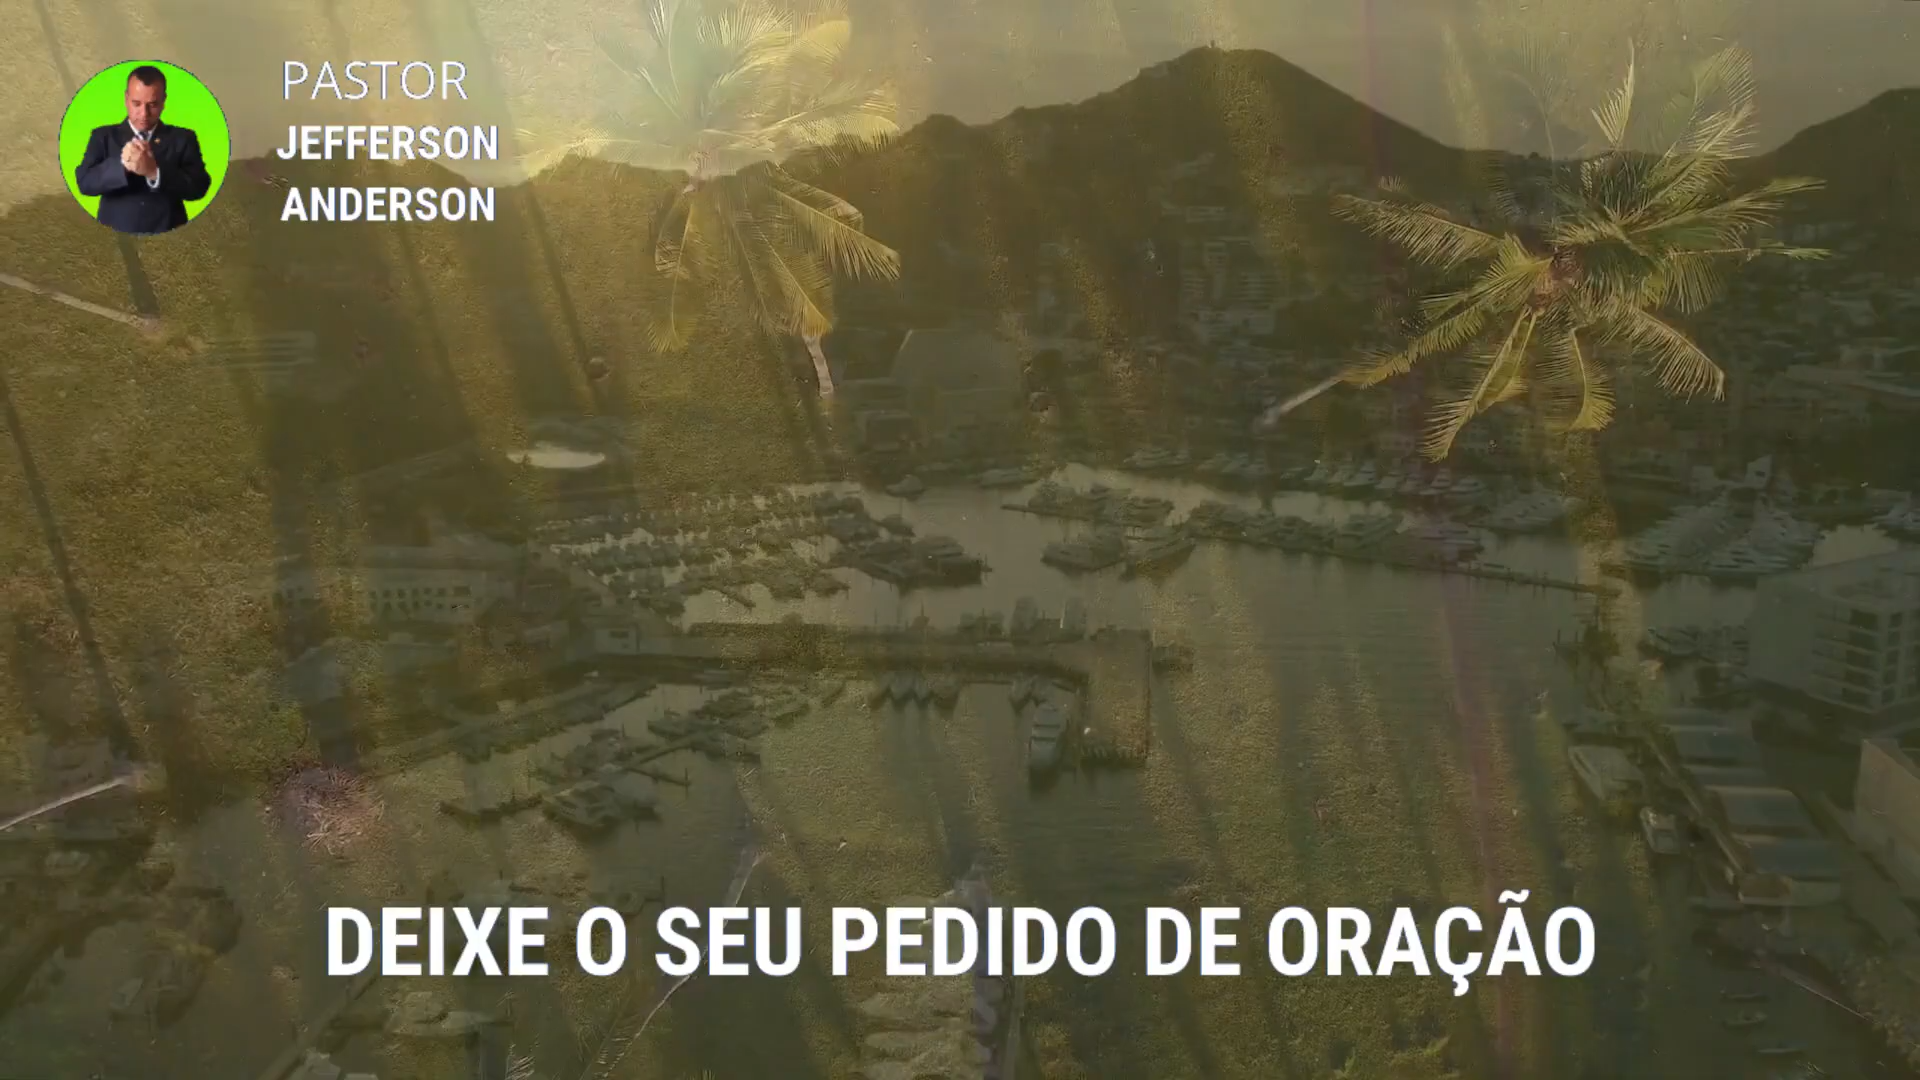 PASTOR
JEFFERSON
ANDERSON
DEIXE O SEU PEDIDO DE ORAÇÃO